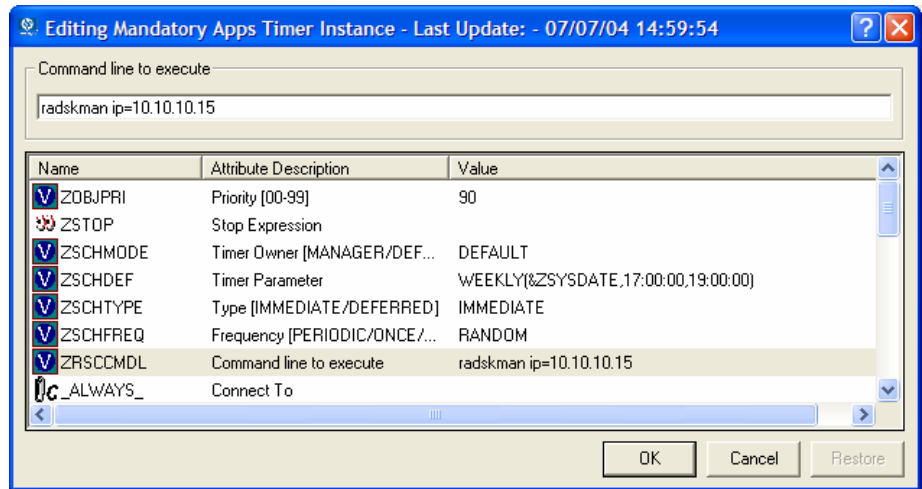 Editing Mandatory Apps Timer Instance - Last Update: - 07/07/04 14:59:54
Command line to execute
radskman ip=10.10.10.15
Name Attribute Description Value
V ZOBJPRI Priority [00-99] 90
ZSTOP Stop Expression
V ZSCHMODE Timer Owner [MANAGER/DEF... DEFAULT
V ZSCHDEF Timer Parameter WEEKLY(&ZSYSDATE,17:00:00,19:00:00)
V ZSCHTYPE Type [IMMEDIATE/DEFERRED] IMMEDIATE
V ZSCHFREQ Frequency [PERIODIC/ONCE/... RANDOM
V ZRSCCMDL Command line to execute radskman ip=10.10.10.15
C _ALWAYS_ Connect To
OK Cancel Restore